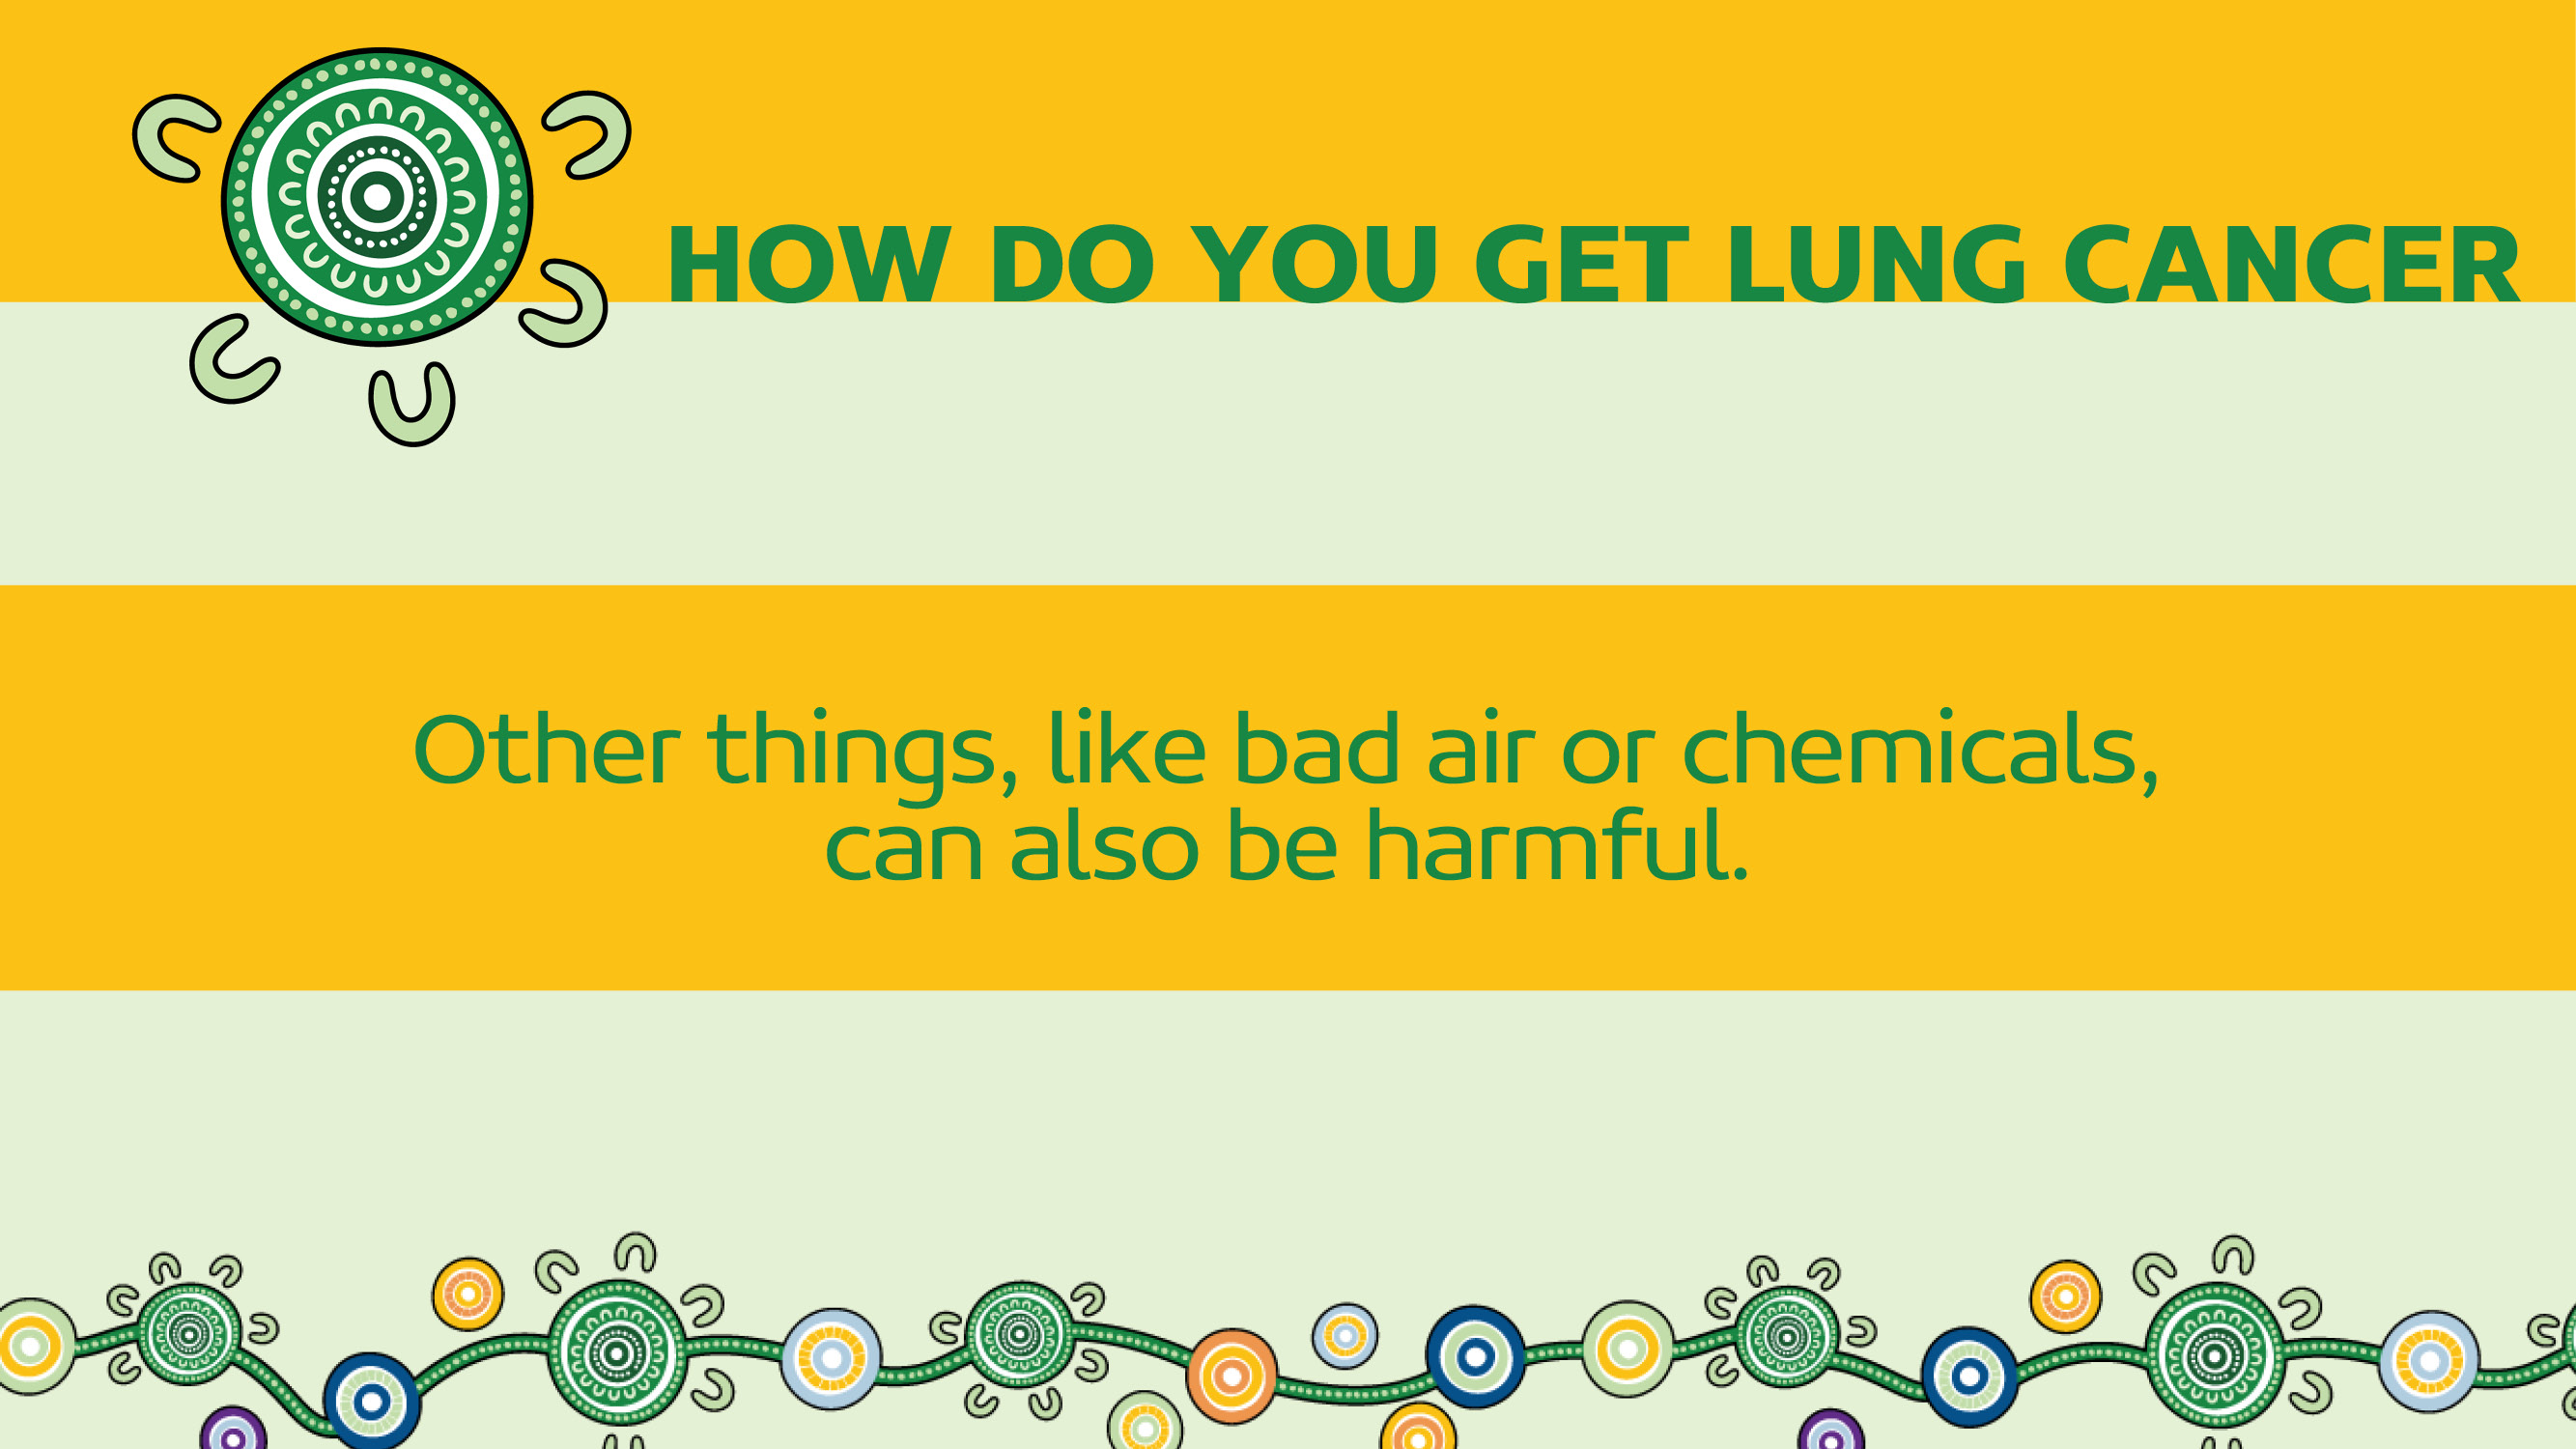 HOW DO YOU GET LUNG CANCER
Other things, like bad air or chemicals,
can also be harmful.